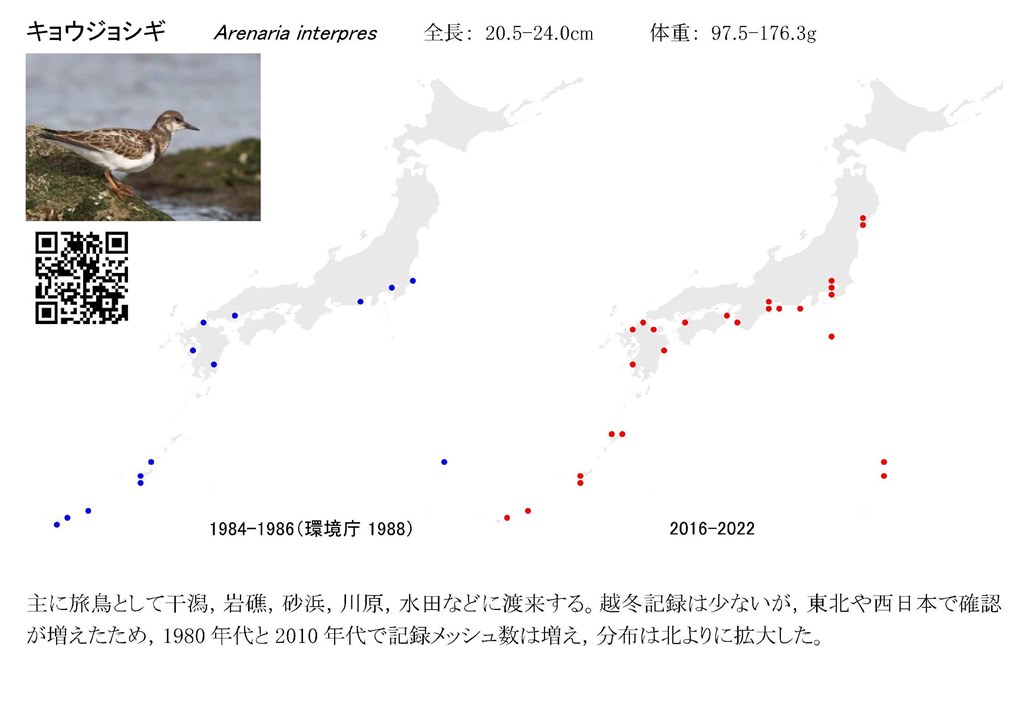 キョウジョシギ Arenaria interpres 全長： 20.5-24.0cm 体重： 97.5-176.3g
1984-1986（環境庁 1988） 2016-2022
主に旅鳥として干潟，岩礁，砂浜，川原，水田などに渡来する。越冬記録は少ないが，東北や西日本で確認
が増えたため，1980 年代と 2010 年代で記録メッシュ数は増え，分布は北よりに拡大した。